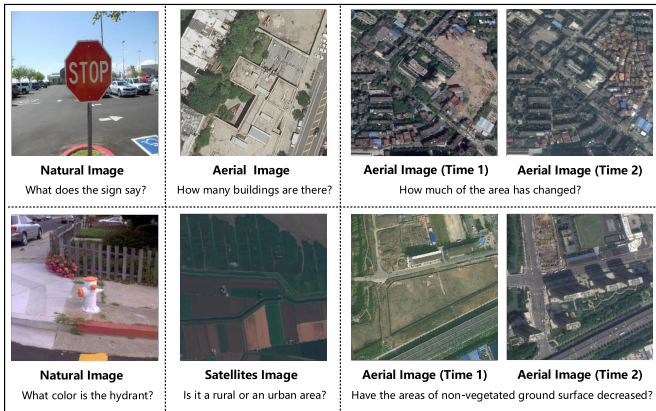 STOP
Natural Image
What does the sign say?
Aerial Image
How many buildings are there?
Aerial Image (Time 1)
Aerial Image (Time 2)
How much of the area has changed?
Natural Image
What color is the hydrant?
Satellites Image
Is it a rural or an urban area?
Aerial Image (Time 1)
Aerial Image (Time 2)
Have the areas of non-vegetated ground surface decreased?